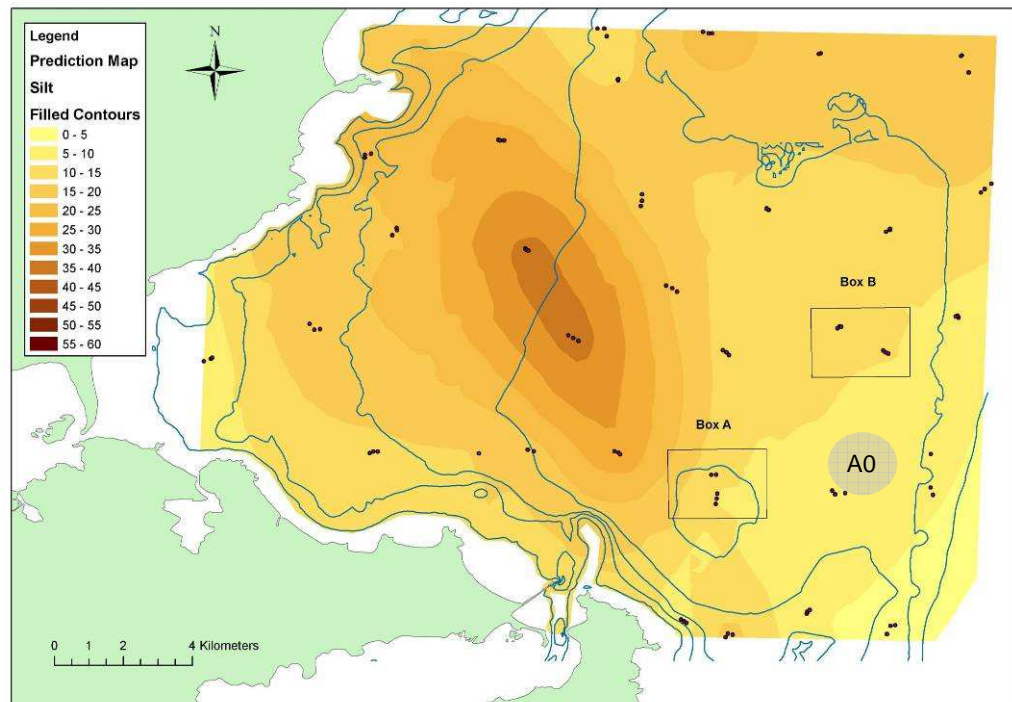 Legend
Prediction Map
Silt
Filled Contours
0 - 5
5 - 10
10 - 15
15 - 20
20 - 25
25 - 30
30 - 35
35 - 40
40 - 45
45 - 50
50 - 55
55 - 60
N
Box B
Box A
A0
0 1 2 4 Kilometers